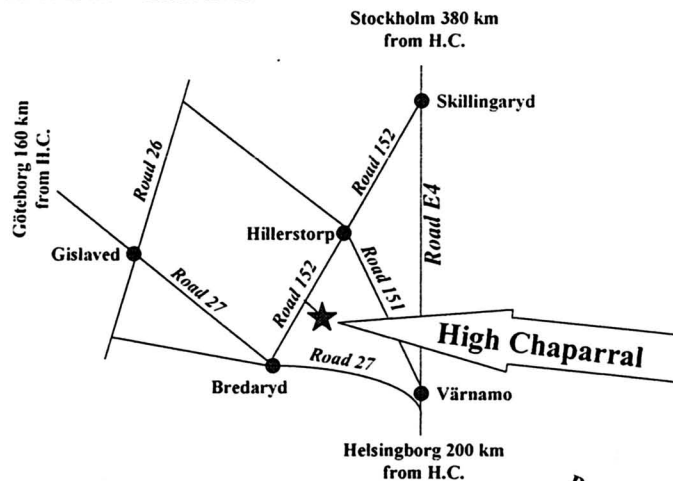 Stockholm 380 km
from H.C.
Skillingaryd
Road 152
Road 26
Göteborg 160 km
from H.C.
Road E4
Hillerstorp
Gislaved
Road 152
Road 151
Road 27
High Chaparral
Road 27
Bredaryd
Värnamo
Helsingborg 200 km
from H.C.